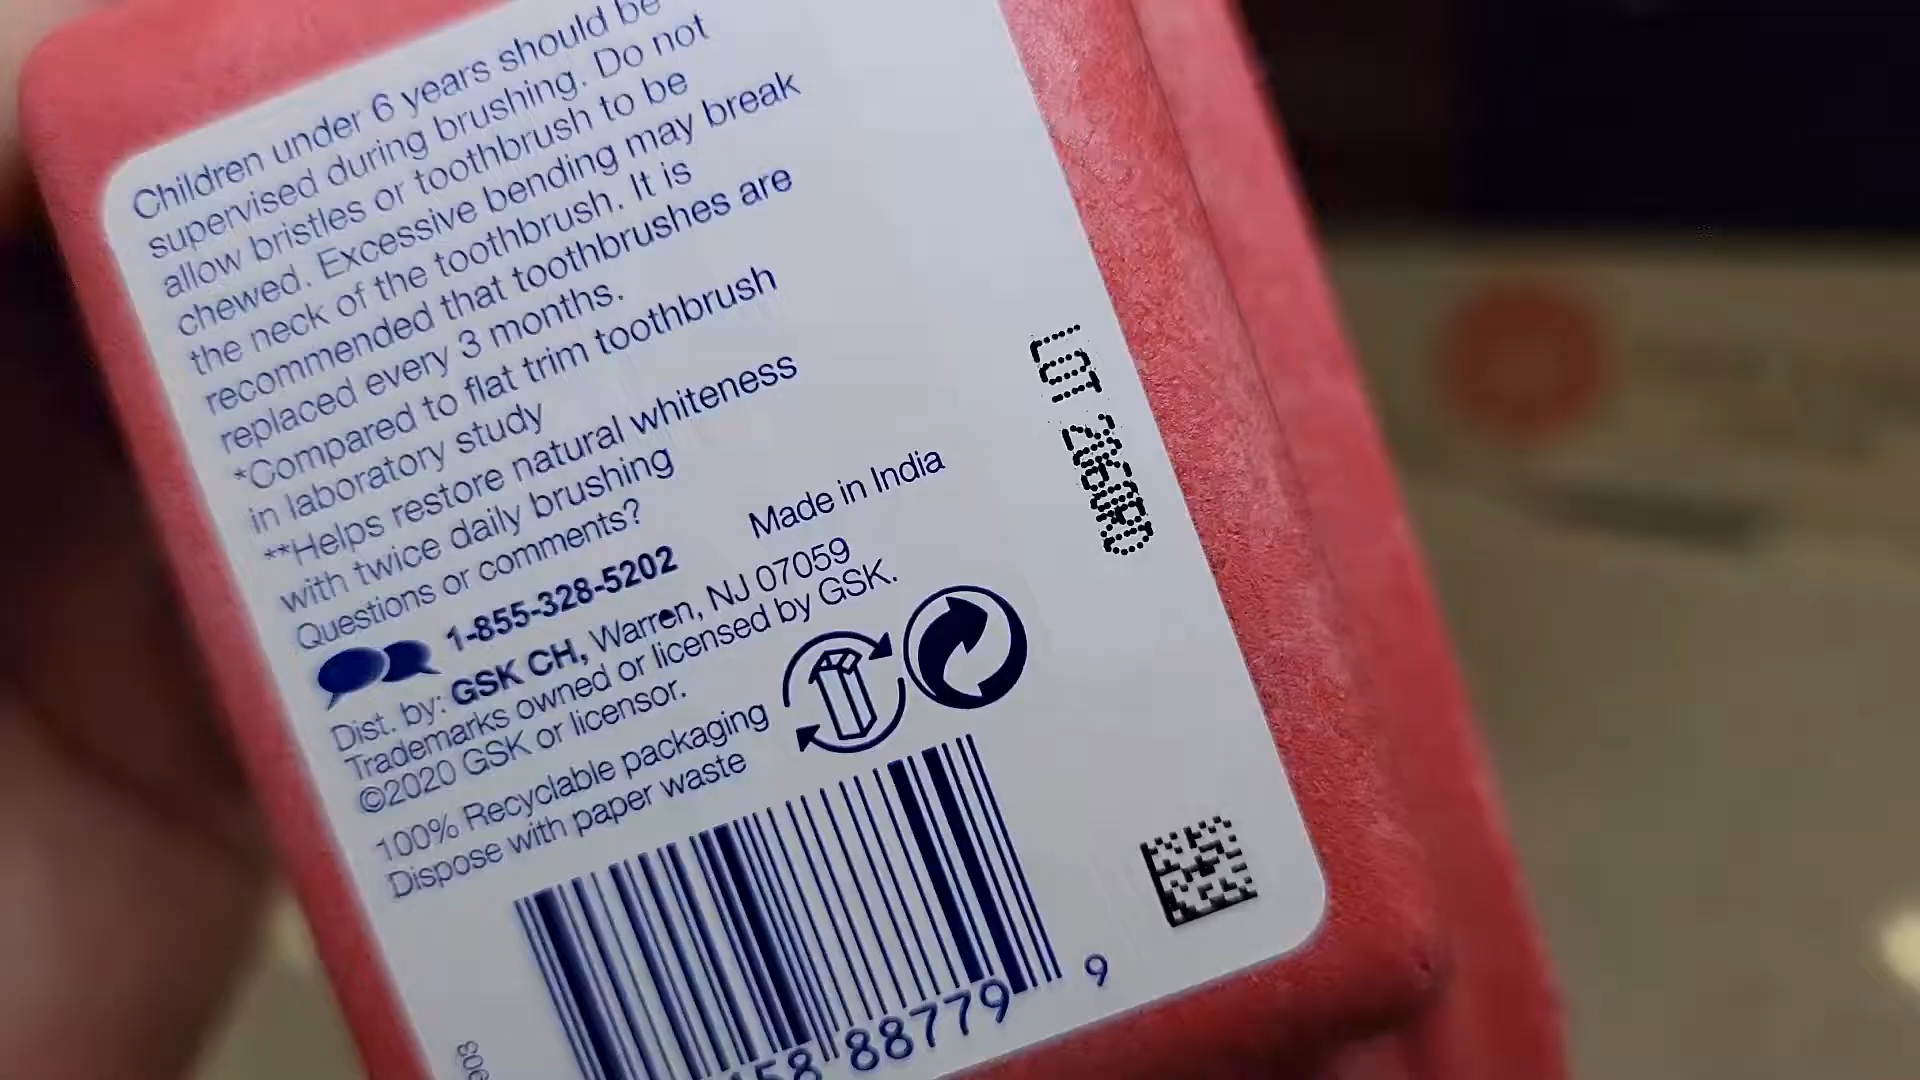 Children under 6 years should be
supervised during brushing. Do not
allow bristles or toothbrush to be
chewed. Excessive bending may break
the neck of the toothbrush. It is
recommended that toothbrushes are
replaced every 3 months.
*Compared to flat trim toothbrush
in laboratory study
**Helps restore natural whiteness
with twice daily brushing
Questions or comments?
1-855-328-5202
Made in India
Dist. by: GSK CH, Warren, NJ 07059
Trademarks owned or licensed by GSK.
©2020 GSK or licensor.
100% Recyclable packaging
Dispose with paper waste
LOT
58 88779 9